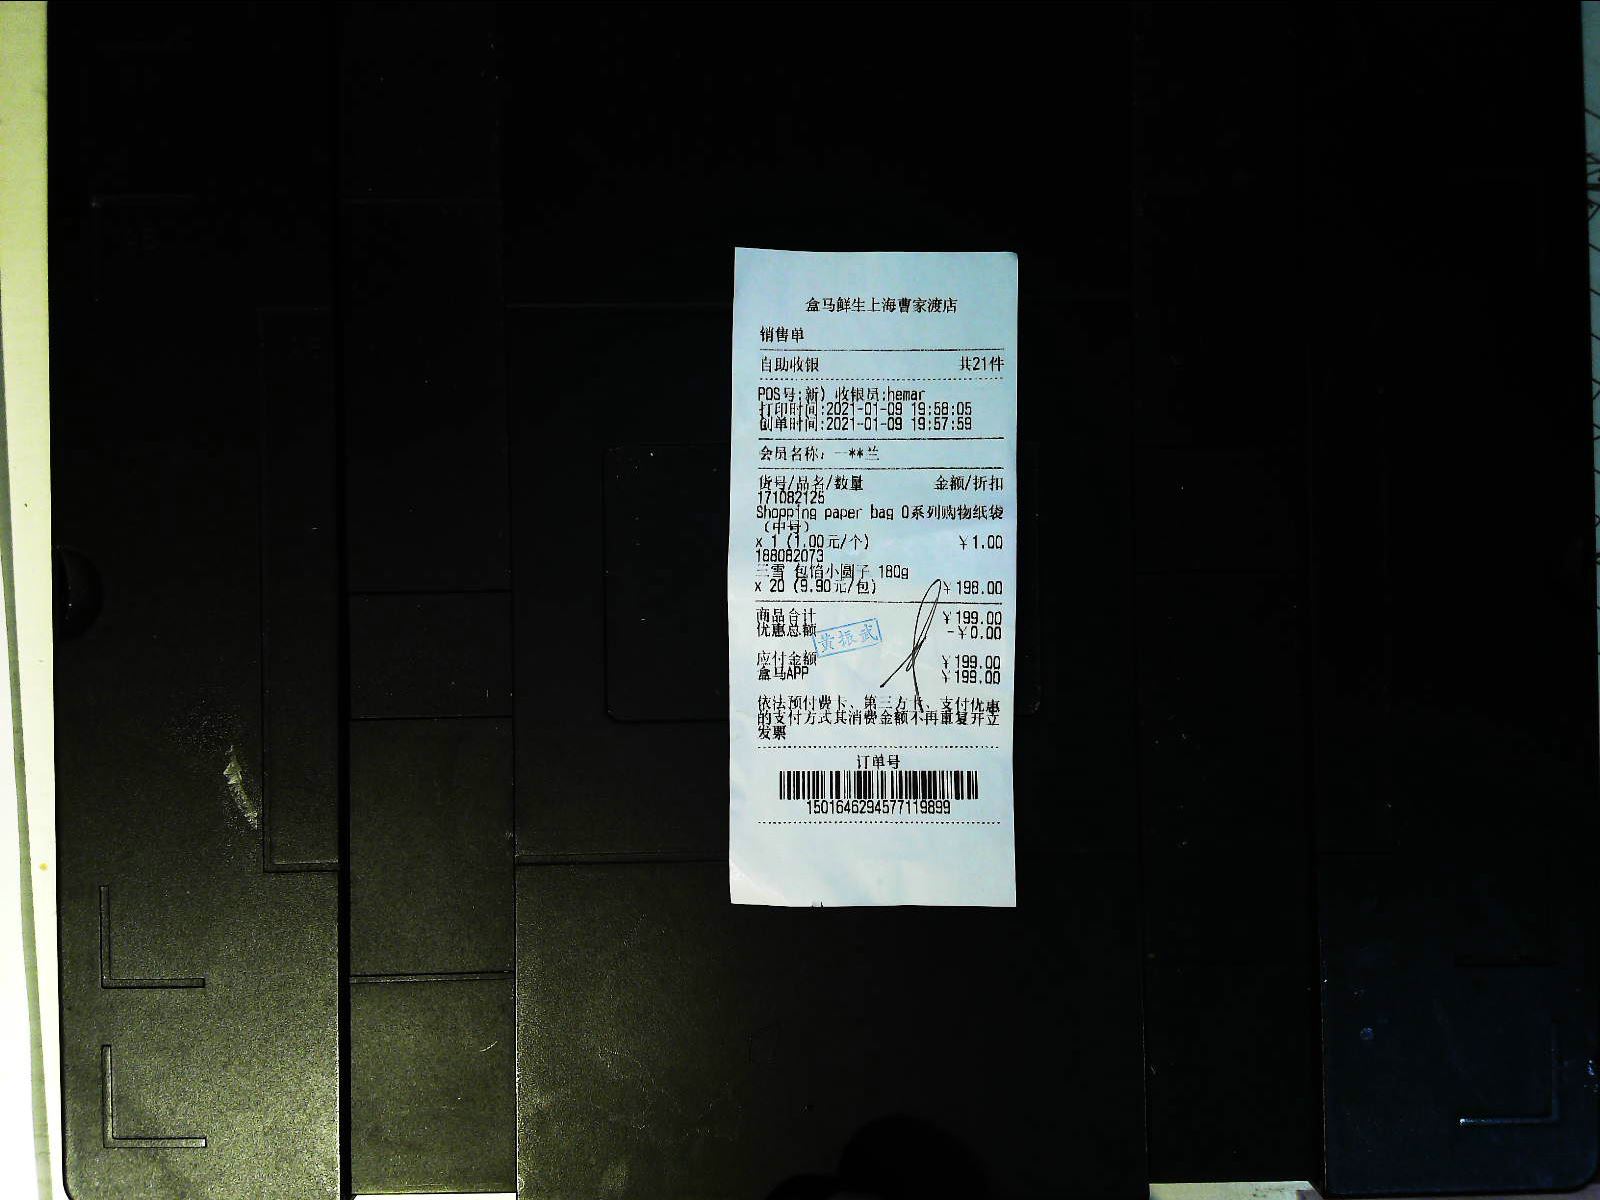 盒马鲜生上海曹家渡店
销售单
自助收银 共21件
POS号:新) 收银员:hemar
打印时间:2021-01-09 19:58:05
创单时间:2021-01-09 19:57:59
会员名称: 一**兰
货号/品名/数量 金额/折扣
171082125
Shopping paper bag O系列购物纸袋
(中号)
x 1 (1.00元/个) ￥1.00
188082073
三雪 包馅小圆子 180g
x 20 (9.90元/包) ￥198.00
商品合计 ￥199.00
优惠总额 -￥0.00
黄振武
应付金额 ￥199.00
盒马APP ￥199.00
依法预付费卡、第三方卡、支付优惠
的支付方式其消费金额不再重复开立
发票
订单号
1501646294577119899